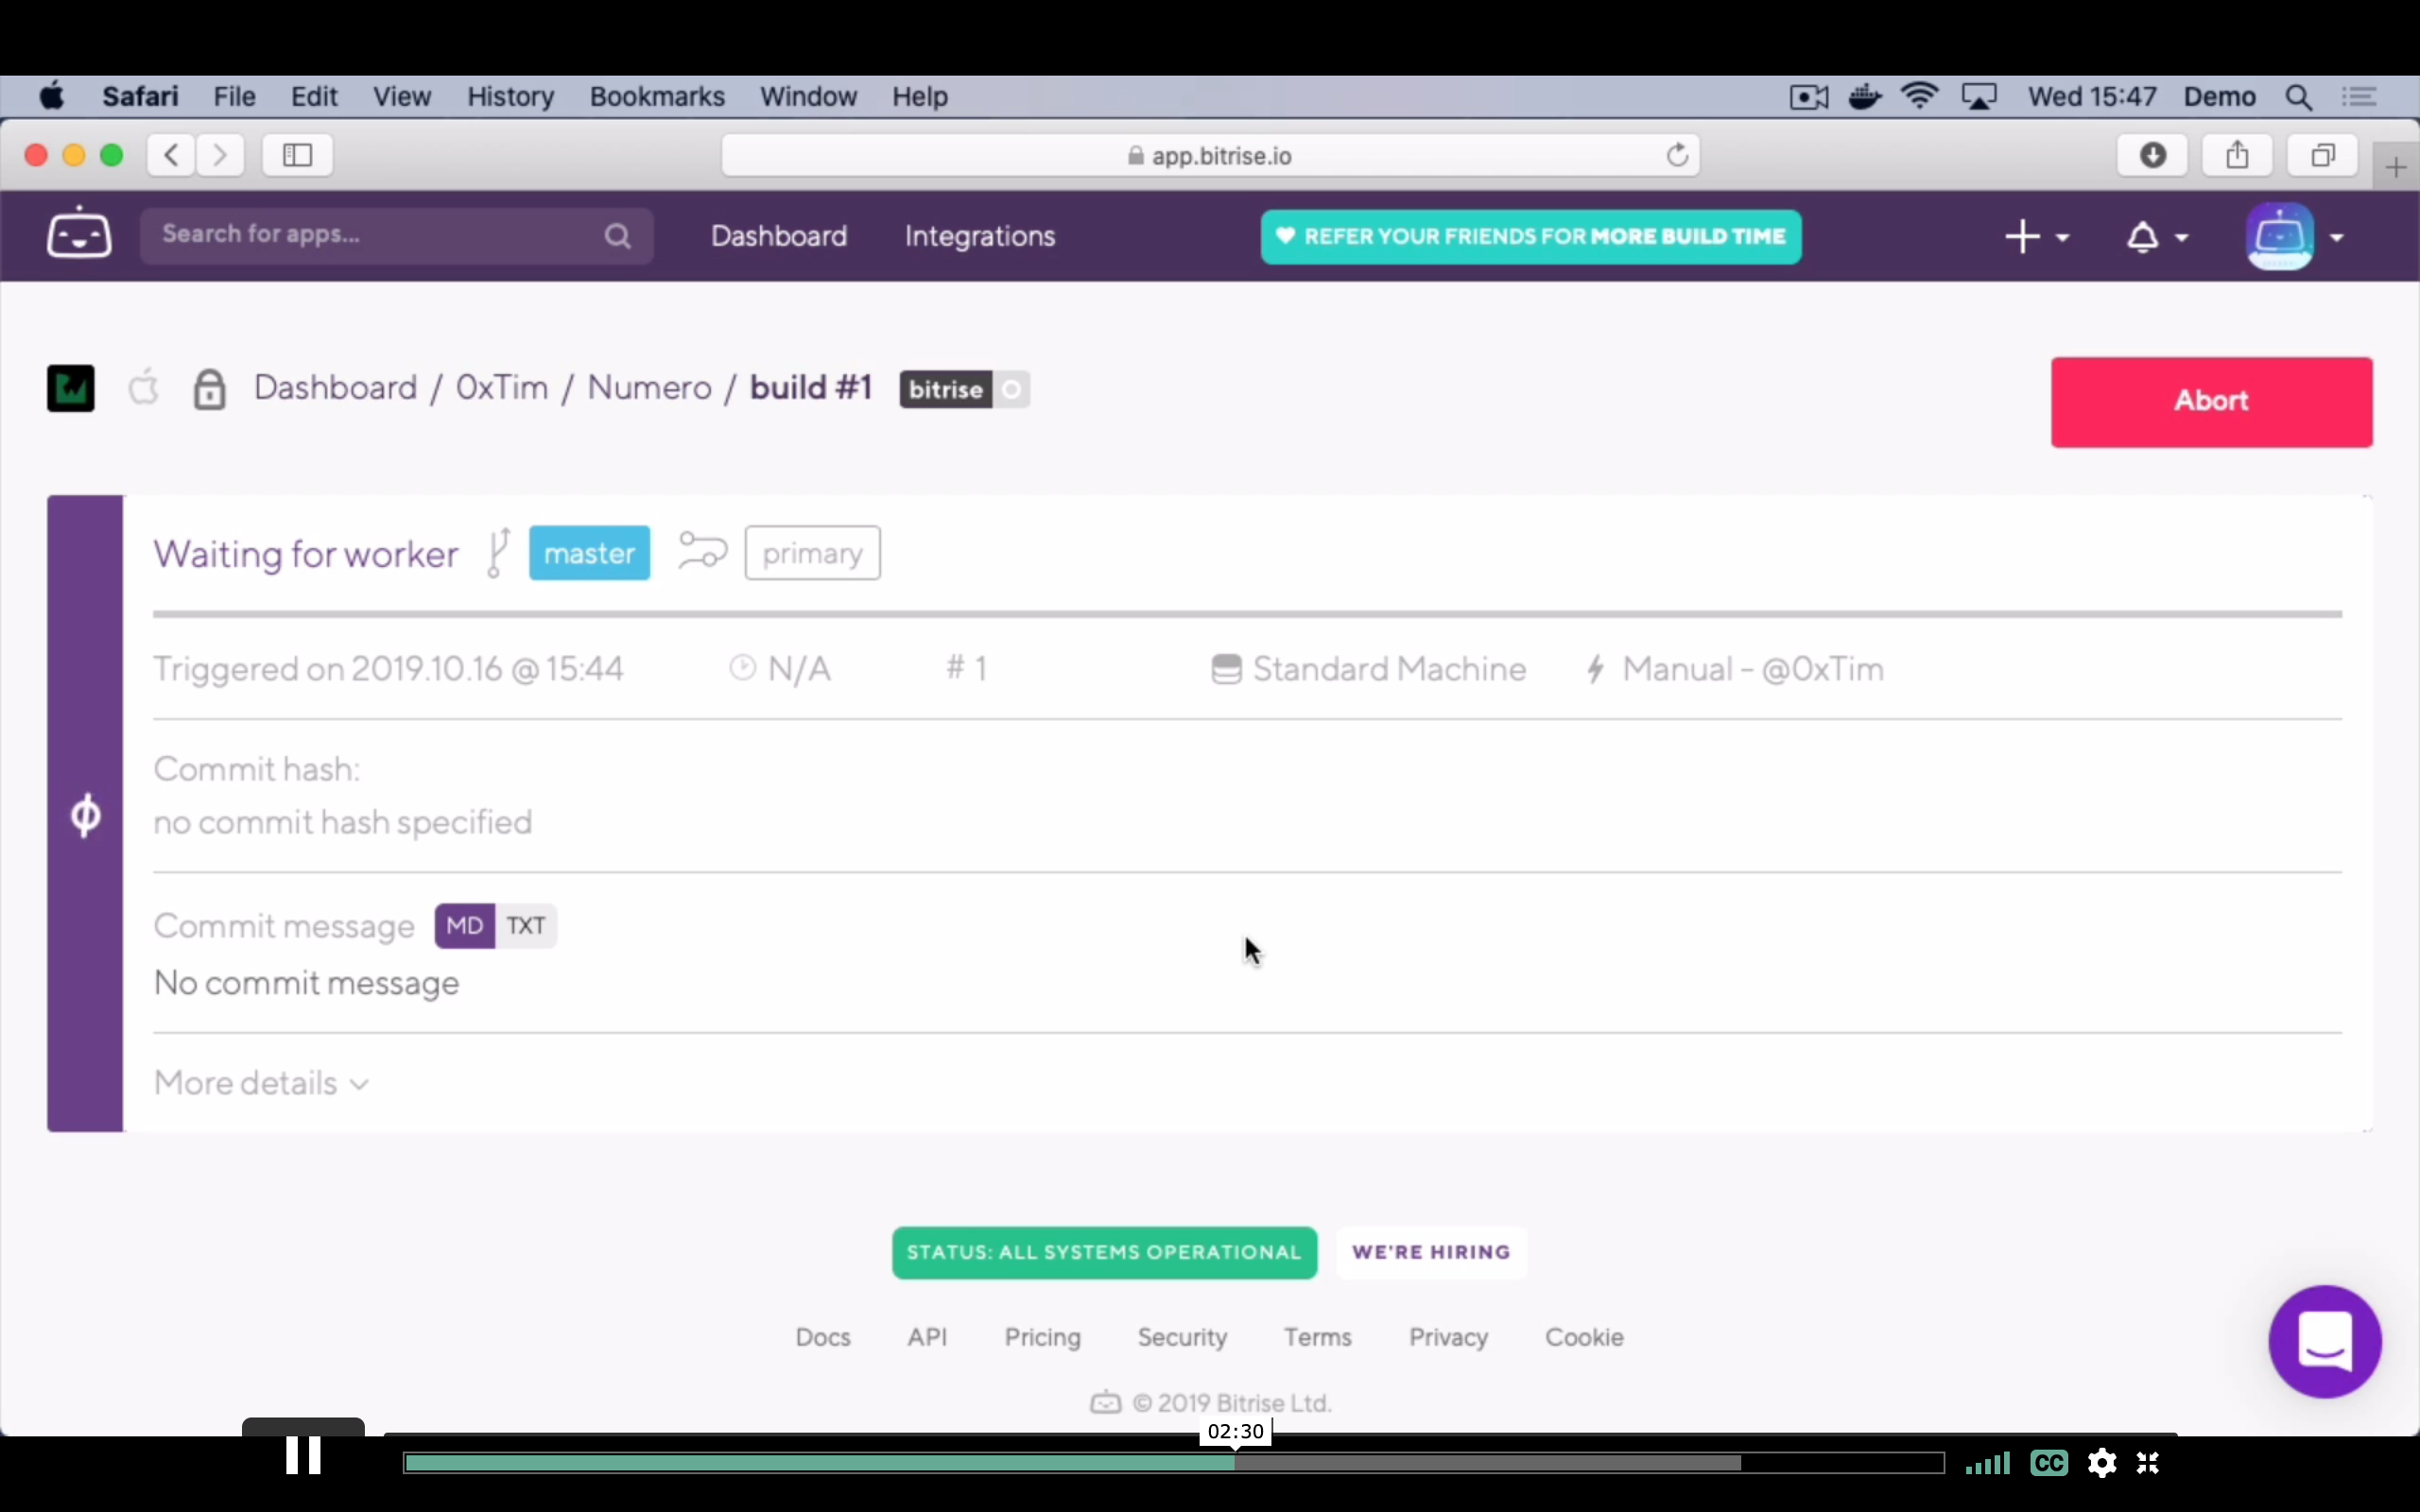 Safari File Edit View History Bookmarks Window Help Wed 15:47 Demo
app.bitrise.io
Search for apps... Dashboard Integrations REFER YOUR FRIENDS FOR MORE BUILD TIME
Dashboard / 0xTim / Numero / build #1 bitrise
Abort
Waiting for worker master primary
Triggered on 2019.10.16 @ 15:44 N/A # 1 Standard Machine Manual - @0xTim
Commit hash:
no commit hash specified
Commit message MD TXT
No commit message
More details
STATUS: ALL SYSTEMS OPERATIONAL WE'RE HIRING
Docs API Pricing Security Terms Privacy Cookie
© 2019 Bitrise Ltd.
02:30
CC